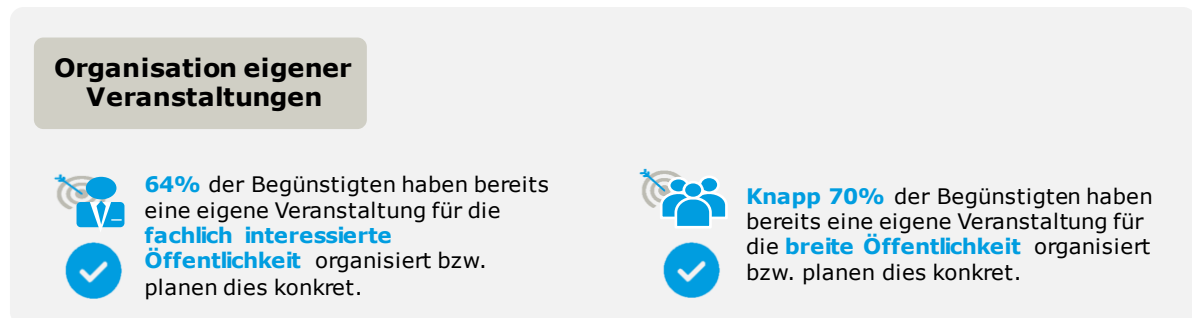 Organisation eigener
Veranstaltungen
64% der Begünstigten haben bereits
eine eigene Veranstaltung für die
fachlich interessierte
Öffentlichkeit organisiert bzw.
planen dies konkret.
Knapp 70% der Begünstigten haben
bereits eine eigene Veranstaltung für
die breite Öffentlichkeit organisiert
bzw. planen dies konkret.